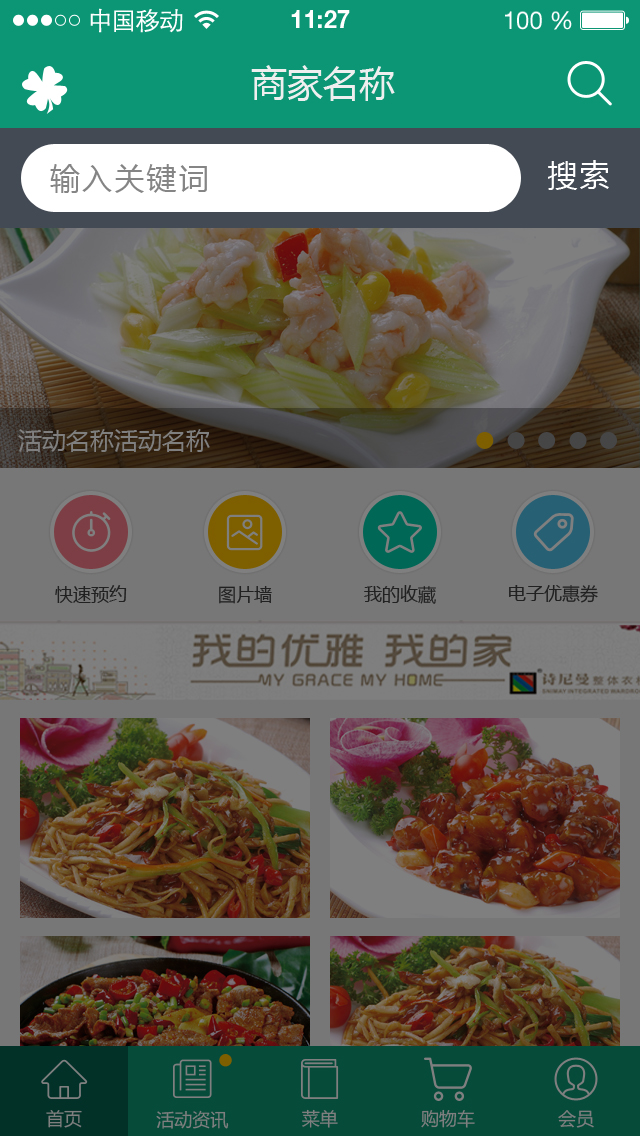 中国移动 11:27 100 %
商家名称
输入关键词 搜索
活动名称活动名称
快速预约 图片墙 我的收藏 电子优惠券
我的优雅 我的家
MY GRACE MY HOME
诗尼曼整体衣柜
首页 活动资讯 菜单 购物车 会员